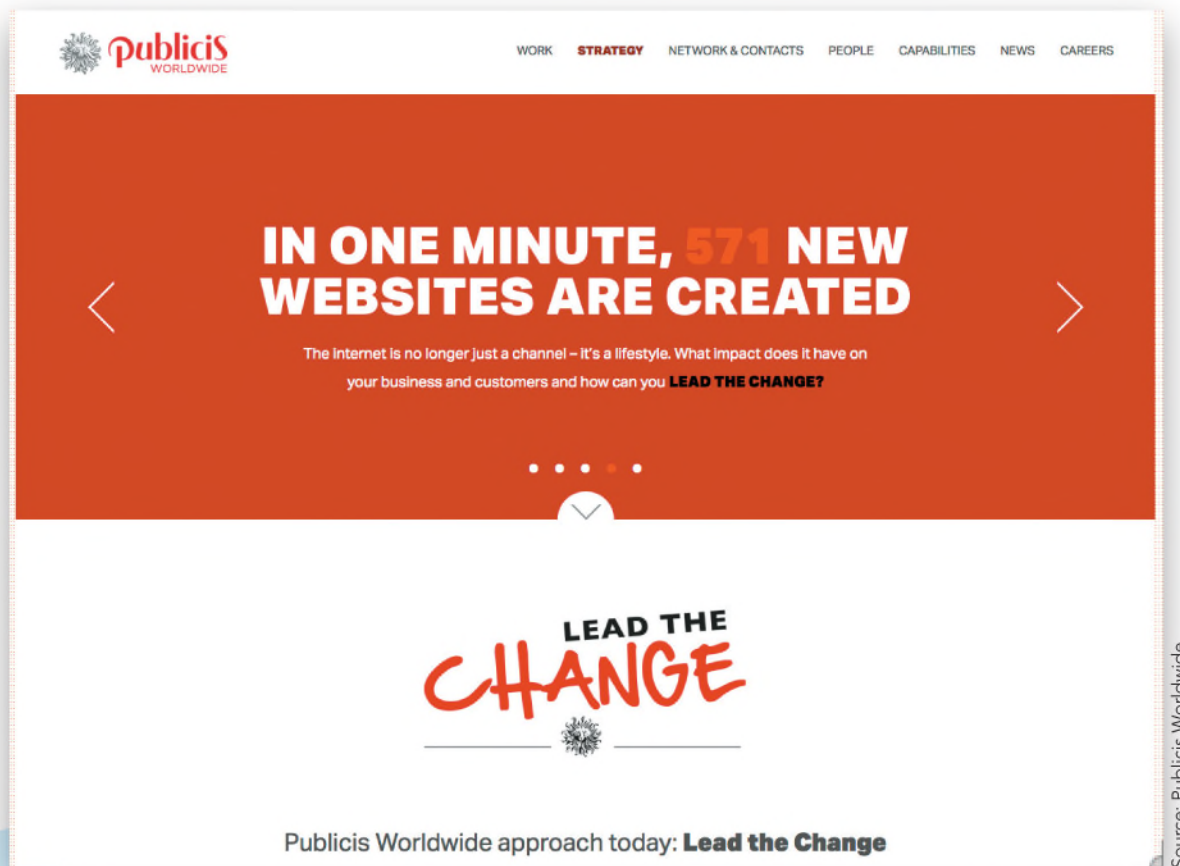 publicis
WORLDWIDE
WORK STRATEGY NETWORK & CONTACTS PEOPLE CAPABILITIES NEWS CAREERS
IN ONE MINUTE, 571 NEW
WEBSITES ARE CREATED
The internet is no longer just a channel – it's a lifestyle. What impact does it have on
your business and customers and how can you LEAD THE CHANGE?
LEAD THE
CHANGE
Publicis Worldwide approach today: Lead the Change
Source: Publicis Worldwide